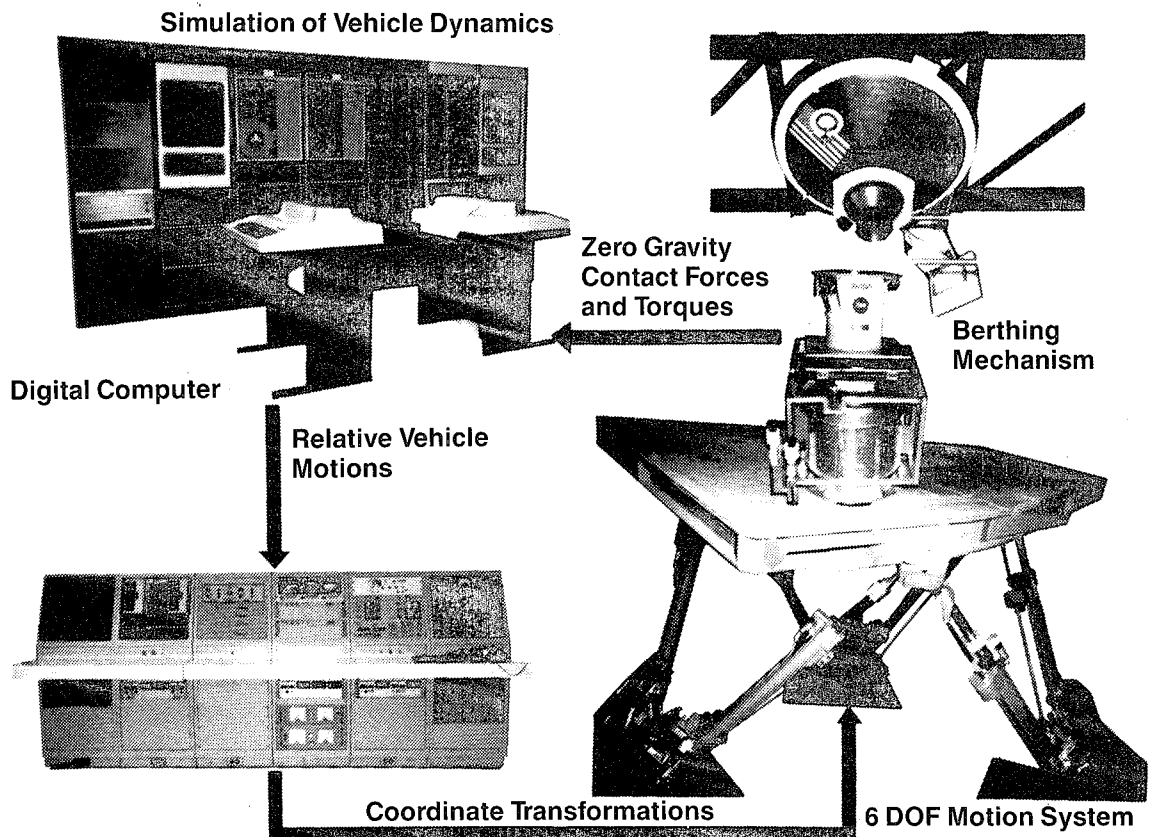 Simulation of Vehicle Dynamics
Zero Gravity
Contact Forces
and Torques
Berthing
Mechanism
Digital Computer
Relative Vehicle
Motions
Coordinate Transformations
6 DOF Motion System